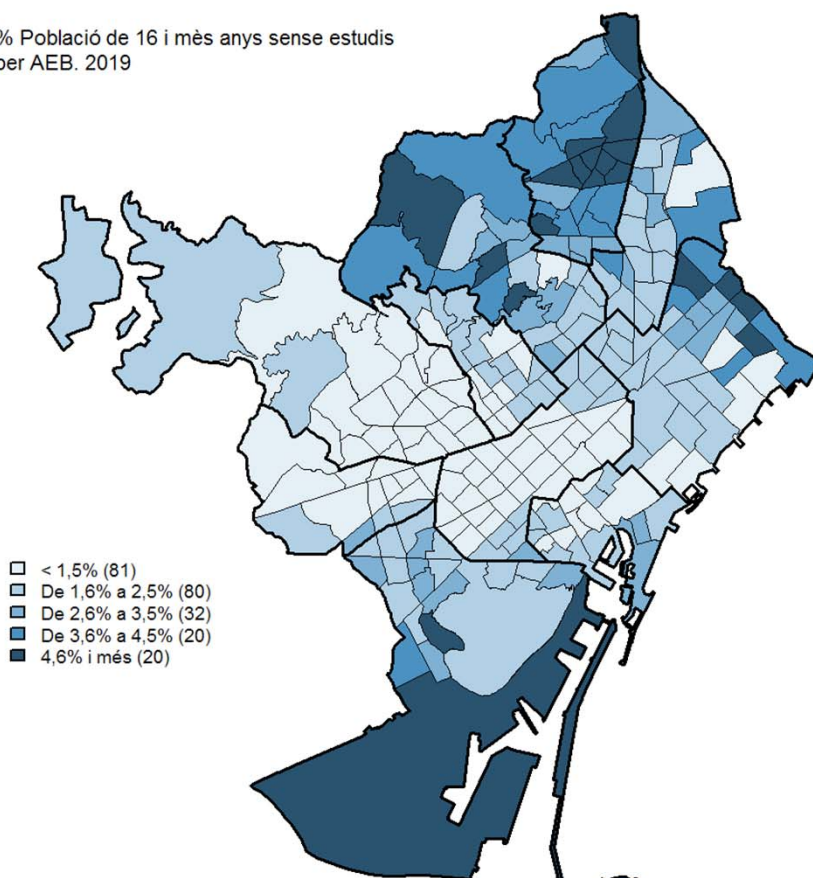 % Població de 16 i mès anys sense estudis
per AEB. 2019
< 1,5% (81)
De 1,6% a 2,5% (80)
De 2,6% a 3,5% (32)
De 3,6% a 4,5% (20)
4,6% i més (20)